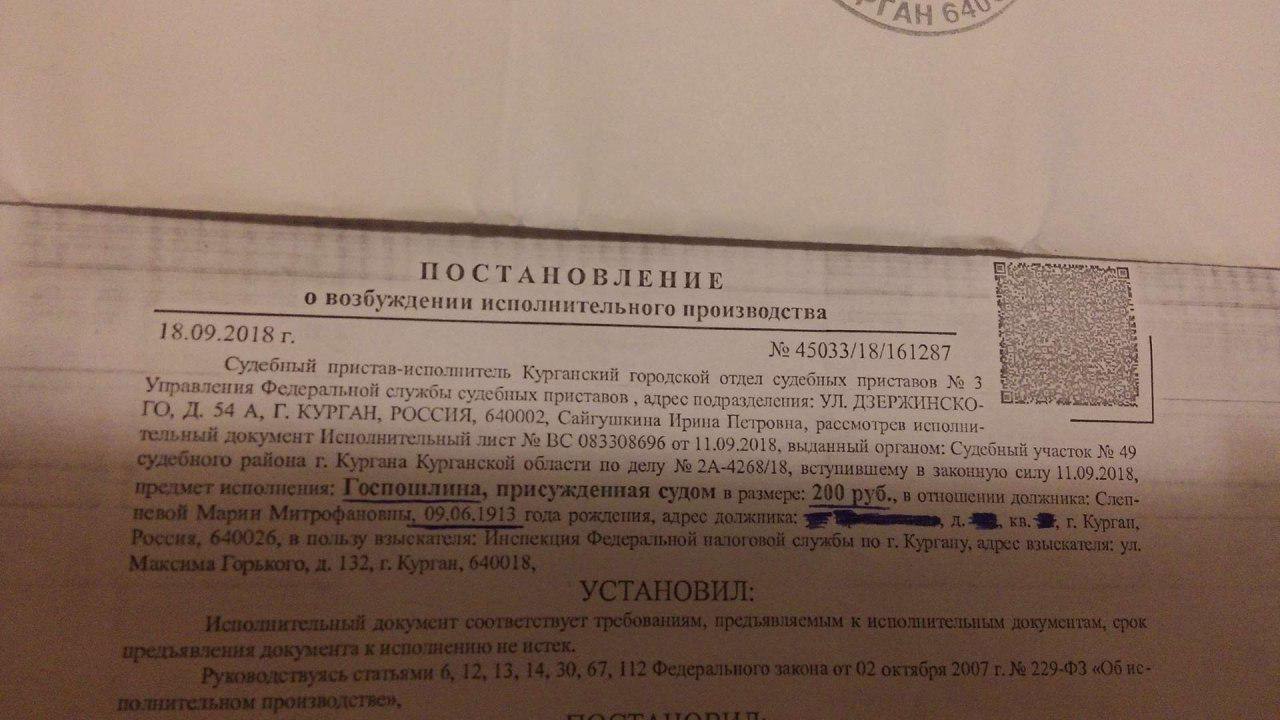 РГАН 640
ПОСТАНОВЛЕНИЕ
о возбуждении исполнительного производства
18.09.2018 г.
№ 45033/18/161287
Судебный пристав-исполнитель Курганский городской отдел судебных приставов № 3
Управления Федеральной службы судебных приставов , адрес подразделения: УЛ. ДЗЕРЖИНСКО-
ГО, Д. 54 А, Г. КУРГАН, РОССИЯ, 640002, Сайгушкина Ирина Петровна, рассмотрев исполни-
тельный документ Исполнительный лист № ВС 083308696 от 11.09.2018, выданный органом: Судебный участок № 49
судебного района г. Кургана Курганской области по делу № 2А-4268/18, вступившему в законную силу 11.09.2018,
предмет исполнения: Госпошлина, присужденная судом в размере: 200 руб., в отношении должника: Слеп-
невой Марии Митрофановны, 09.06.1913 года рождения, адрес должника: , д. , кв. , г. Курган,
Россия, 640026, в пользу взыскателя: Инспекция Федеральной налоговой службы по г. Кургану, адрес взыскателя: ул.
Максима Горького, д. 132, г. Курган, 640018,
УСТАНОВИЛ:
Исполнительный документ соответствует требованиям, предъявляемым к исполнительным документам, срок
предъявления документа к исполнению не истек.
Руководствуясь статьями 6, 12, 13, 14, 30, 67, 112 Федерального закона от 02 октября 2007 г. № 229-ФЗ «Об ис-
полнительном производстве»,
ПОСТАНОВИЛ: